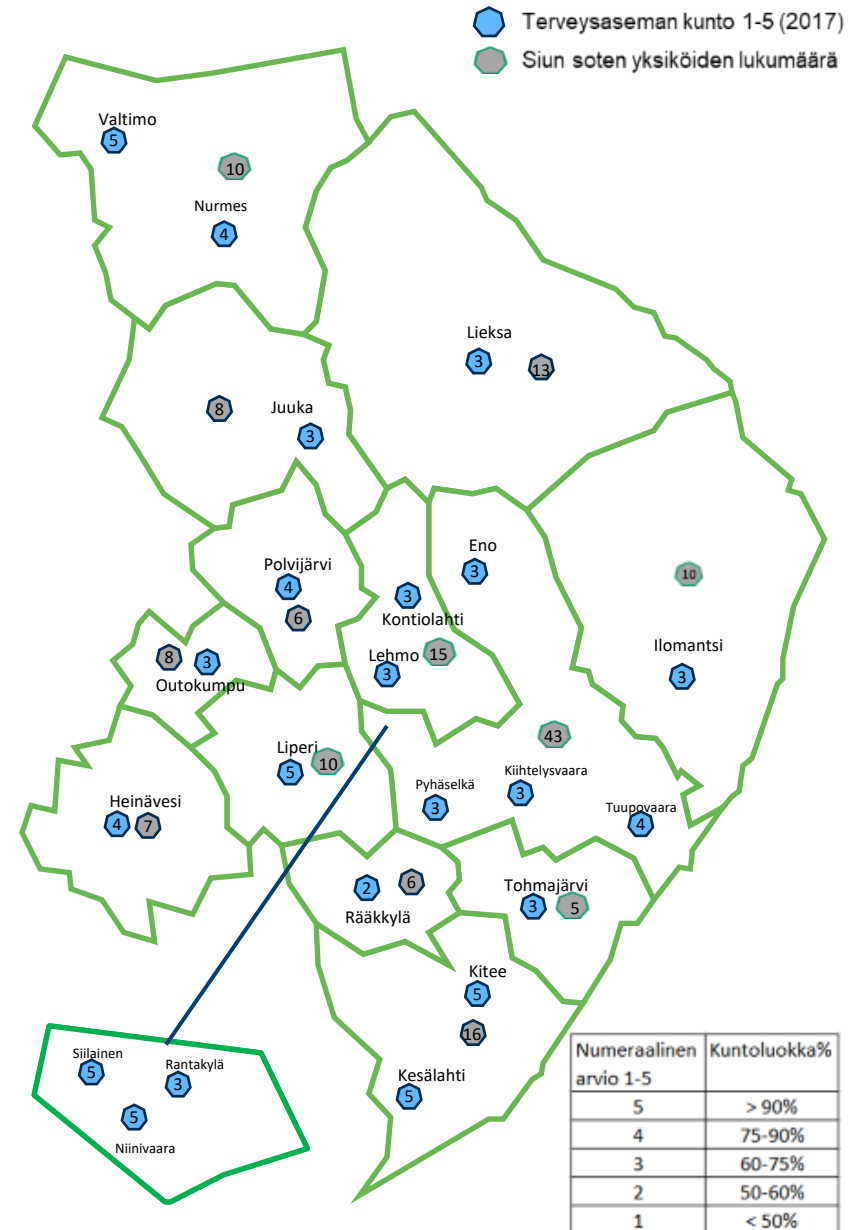 Terveysaseman kunto 1-5 (2017)
Siun soten yksiköiden lukumäärä
Valtimo
5
10
Nurmes
4
Lieksa
3
13
8
Juuka
3
Eno
3
Polvijärvi
4
6
3
Kontiolahti
10
Ilomantsi
3
8
3
Outokumpu
Lehmo
15
3
43
Liperi
10
5
Pyhäselkä
3
Kiihtelysvaara
3
Tuupovaara
4
Heinävesi
4
7
2
6
Rääkkylä
Tohmajärvi
3
5
Kitee
5
16
Kesälahti
5
Siilainen
5
Rantakylä
3
5
Niinivaara
Numeraalinen arvio 1-5 Kuntoluokka%
5 > 90%
4 75-90%
3 60-75%
2 50-60%
1 < 50%